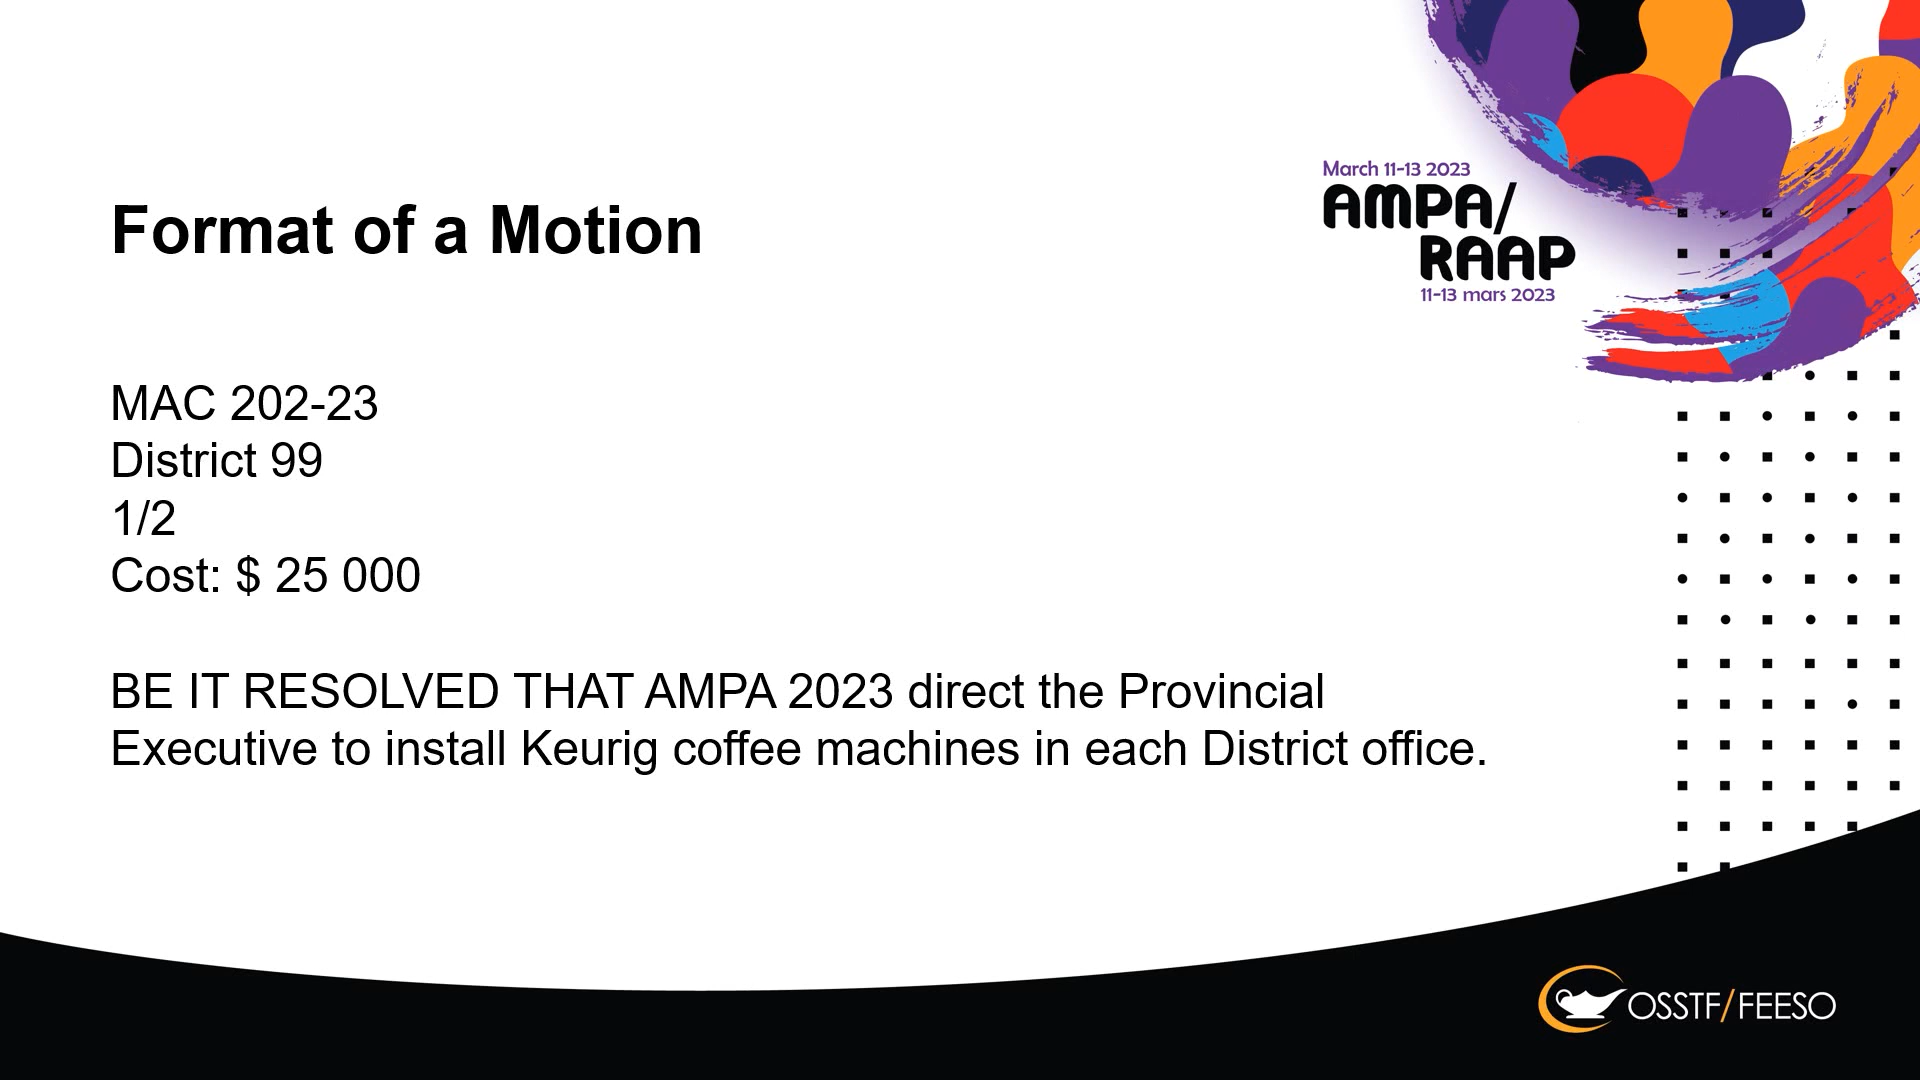 March 11-13 2023
AMPA/
RAAP
11-13 mars 2023
Format of a Motion
MAC 202-23
District 99
1/2
Cost: $ 25 000
BE IT RESOLVED THAT AMPA 2023 direct the Provincial
Executive to install Keurig coffee machines in each District office.
OSSTF/FEESO